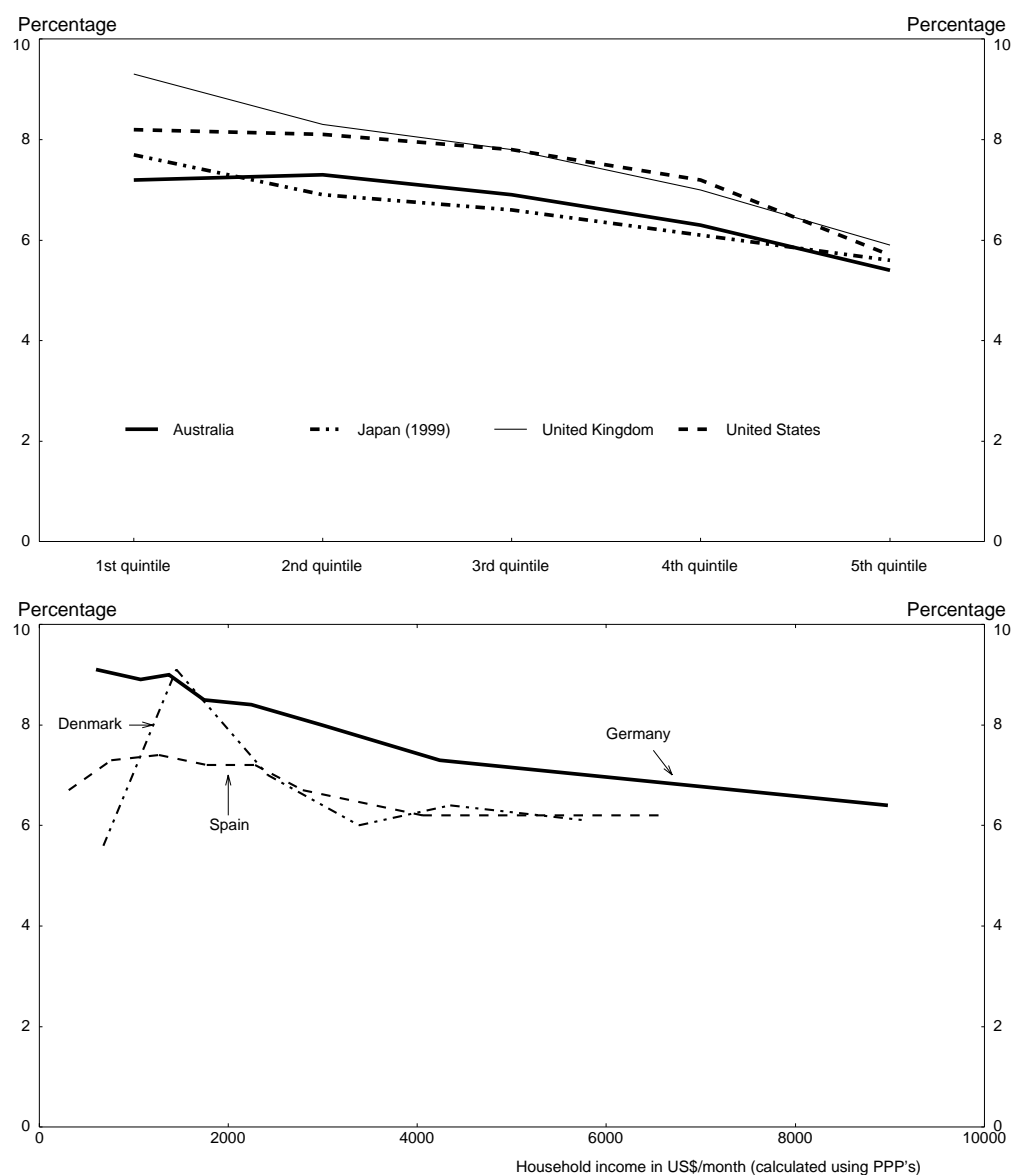 Percentage Percentage
10 10
8 8
6 6
4 4
Australia Japan (1999) United Kingdom United States
2 2
0 0
1st quintile 2nd quintile 3rd quintile 4th quintile 5th quintile
Percentage Percentage
10 10
8 8
Denmark
Germany
6 6
Spain
4 4
2 2
0 0
0 2000 4000 6000 8000 10000
Household income in US$/month (calculated using PPP's)